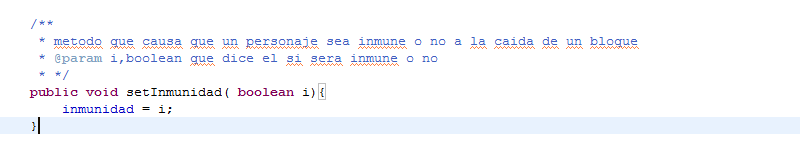 /**
* metodo que causa que un personaje sea inmune o no a la caida de un bloque
* @param i,boolean que dice el si sera inmune o no
* */
public void setInmunidad( boolean i){
inmunidad = i;
}